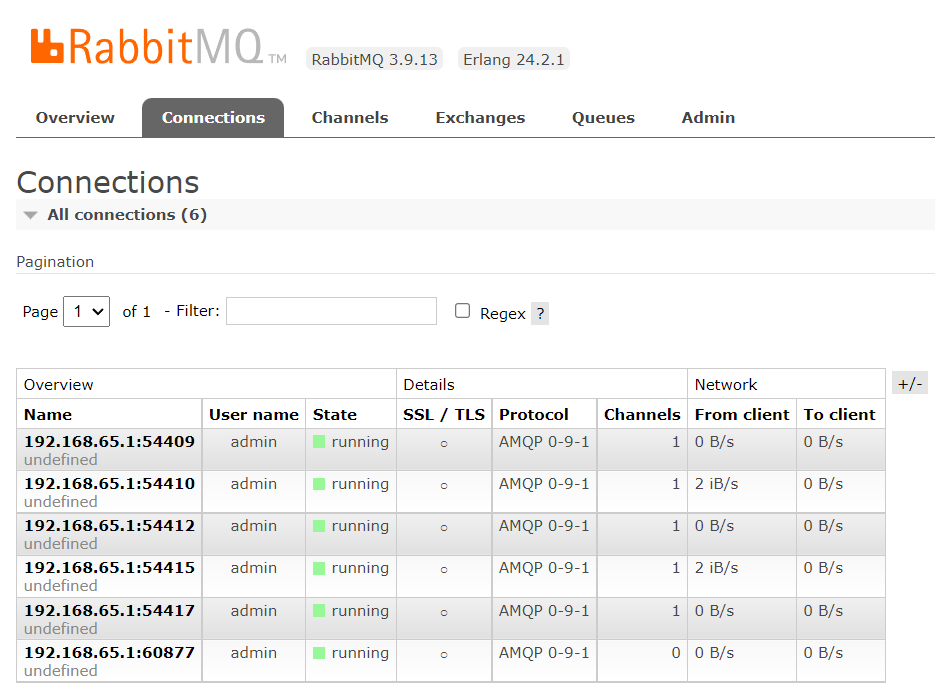 RabbitMQ TM RabbitMQ 3.9.13 Erlang 24.2.1
Overview Connections Channels Exchanges Queues Admin
Connections
All connections (6)
Pagination
Page 1 of 1 - Filter: Regex ?
Overview Details Network +/-
Name User name State SSL / TLS Protocol Channels From client To client
192.168.65.1:54409 admin running ○ AMQP 0-9-1 1 0 B/s 0 B/s
undefined
192.168.65.1:54410 admin running ○ AMQP 0-9-1 1 2 iB/s 0 B/s
undefined
192.168.65.1:54412 admin running ○ AMQP 0-9-1 1 0 B/s 0 B/s
undefined
192.168.65.1:54415 admin running ○ AMQP 0-9-1 1 2 iB/s 0 B/s
undefined
192.168.65.1:54417 admin running ○ AMQP 0-9-1 1 0 B/s 0 B/s
undefined
192.168.65.1:60877 admin running ○ AMQP 0-9-1 0 0 B/s 0 B/s
undefined